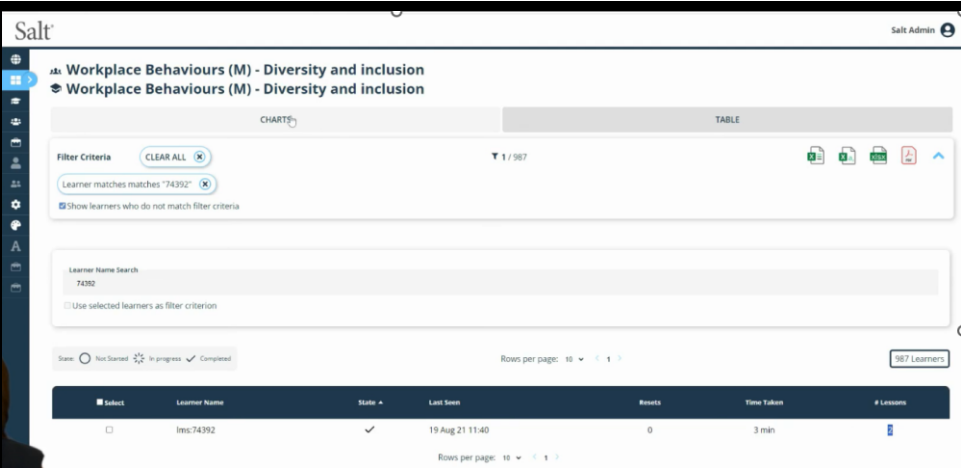 Salt
Salt Admin
Workplace Behaviours (M) - Diversity and inclusion
Workplace Behaviours (M) - Diversity and inclusion
CHARTS TABLE
Filter Criteria CLEAR ALL 1 / 987
Learner matches matches "74392"
Show learners who do not match filter criteria
Learner Name Search
74392
Use selected learners as filter criterion
State: Not Started In progress Completed Rows per page: 10 < 1 > 987 Learners
Select Learner Name State Last Seen Resets Time Taken # Lessons
lms:74392 19 Aug 21 11:40 0 3 min 2
Rows per page: 10 < 1 >